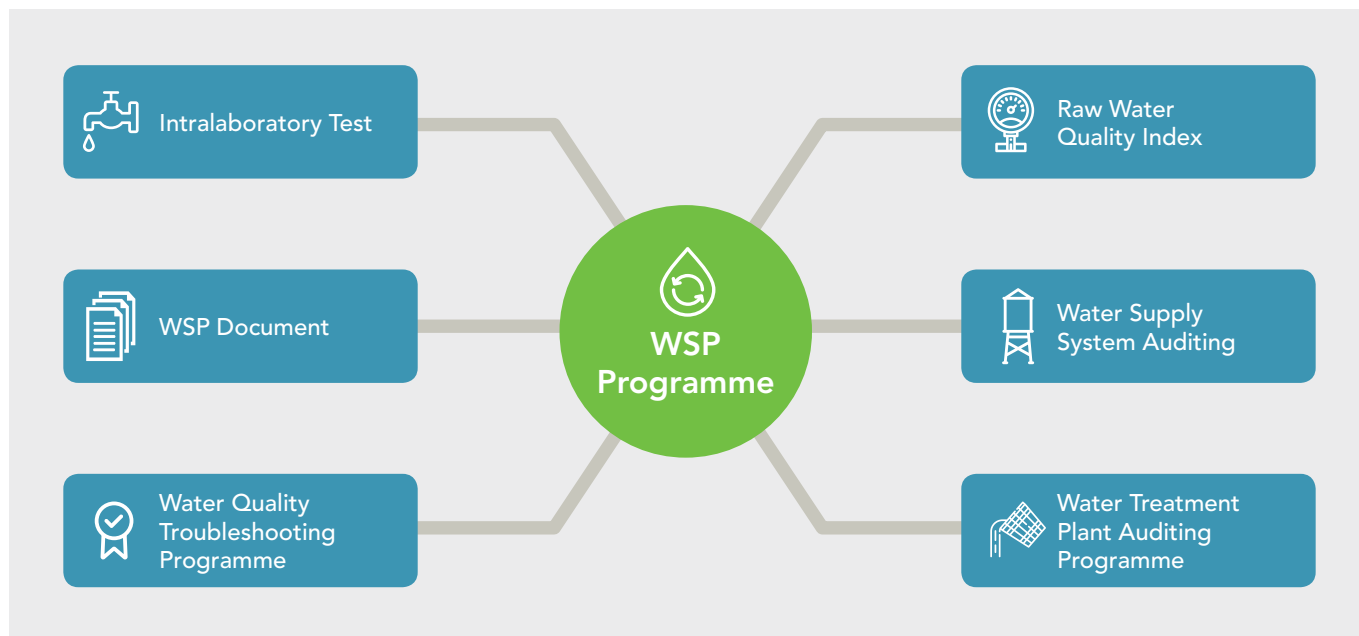 Intralaboratory Test
WSP Document
Water Quality
Troubleshooting
Programme
WSP
Programme
Raw Water
Quality Index
Water Supply
System Auditing
Water Treatment
Plant Auditing
Programme